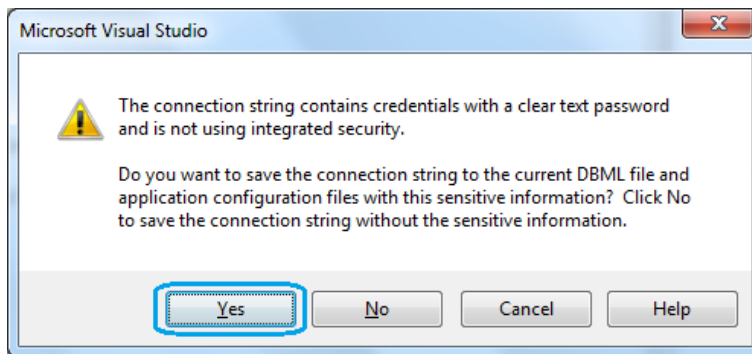 Microsoft Visual Studio
The connection string contains credentials with a clear text password
and is not using integrated security.
Do you want to save the connection string to the current DBML file and
application configuration files with this sensitive information? Click No
to save the connection string without the sensitive information.
Yes
No
Cancel
Help